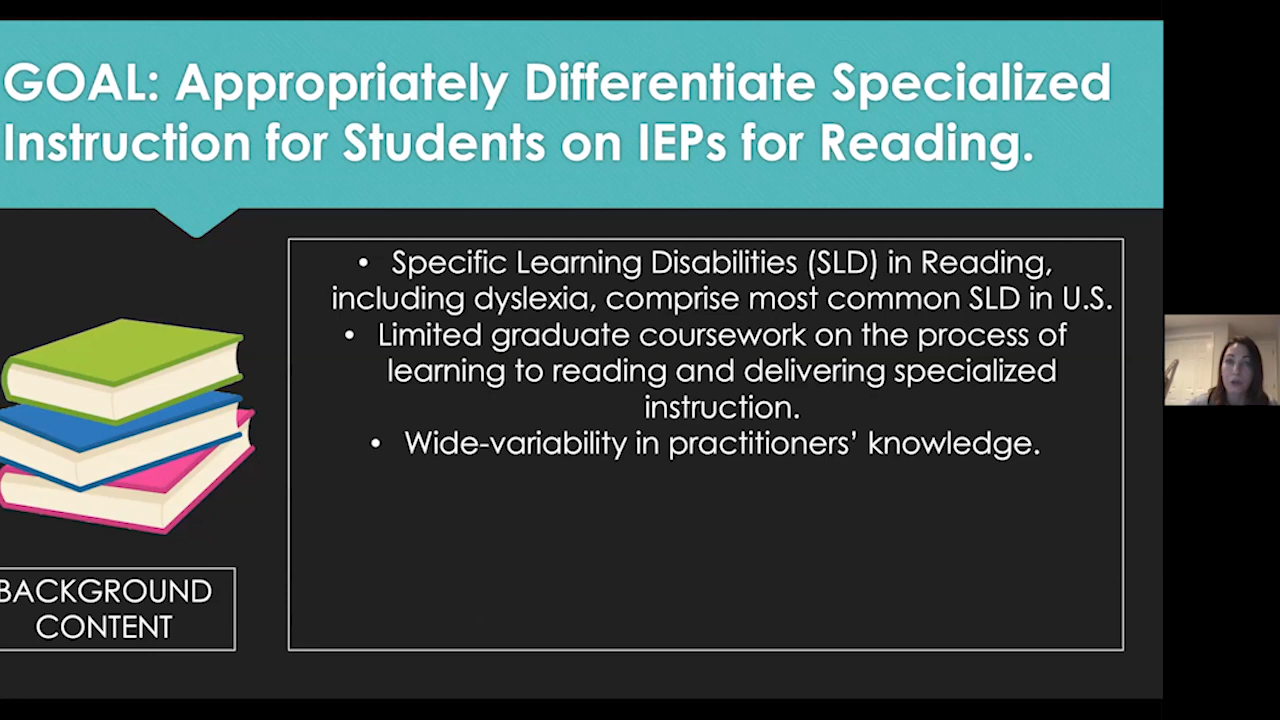 GOAL: Appropriately Differentiate Specialized
Instruction for Students on IEPs for Reading.
• Specific Learning Disabilities (SLD) in Reading,
including dyslexia, comprise most common SLD in U.S.
• Limited graduate coursework on the process of
learning to reading and delivering specialized
instruction.
• Wide-variability in practitioners’ knowledge.
BACKGROUND
CONTENT